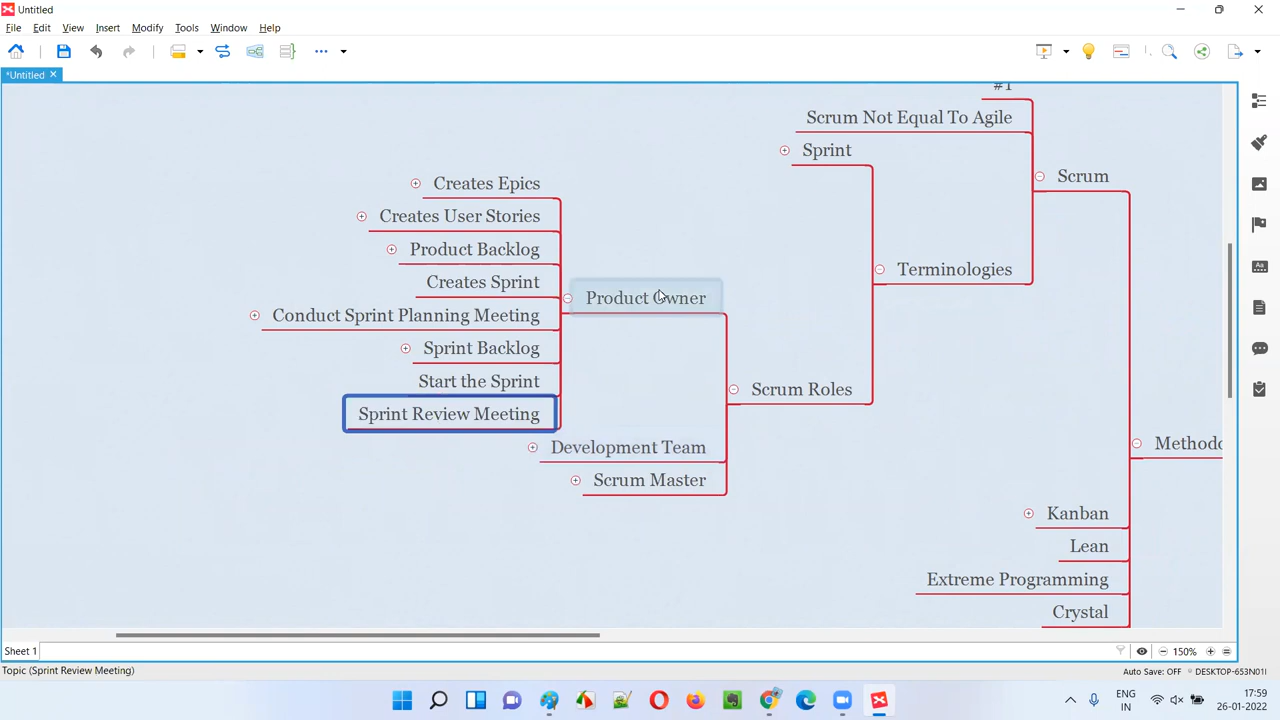 Untitled
File Edit View Insert Modify Tools Window Help
*Untitled
#1
Scrum Not Equal To Agile
Sprint
Scrum
Creates Epics
Creates User Stories
Product Backlog
Terminologies
Creates Sprint
Product Owner
Conduct Sprint Planning Meeting
Sprint Backlog
Start the Sprint
Scrum Roles
Sprint Review Meeting
Development Team
Methodo
Scrum Master
Kanban
Lean
Extreme Programming
Crystal
Sheet 1
150%
Topic (Sprint Review Meeting)
Auto Save: OFF
DESKTOP-653N01I
ENG
IN
17:59
26-01-2022